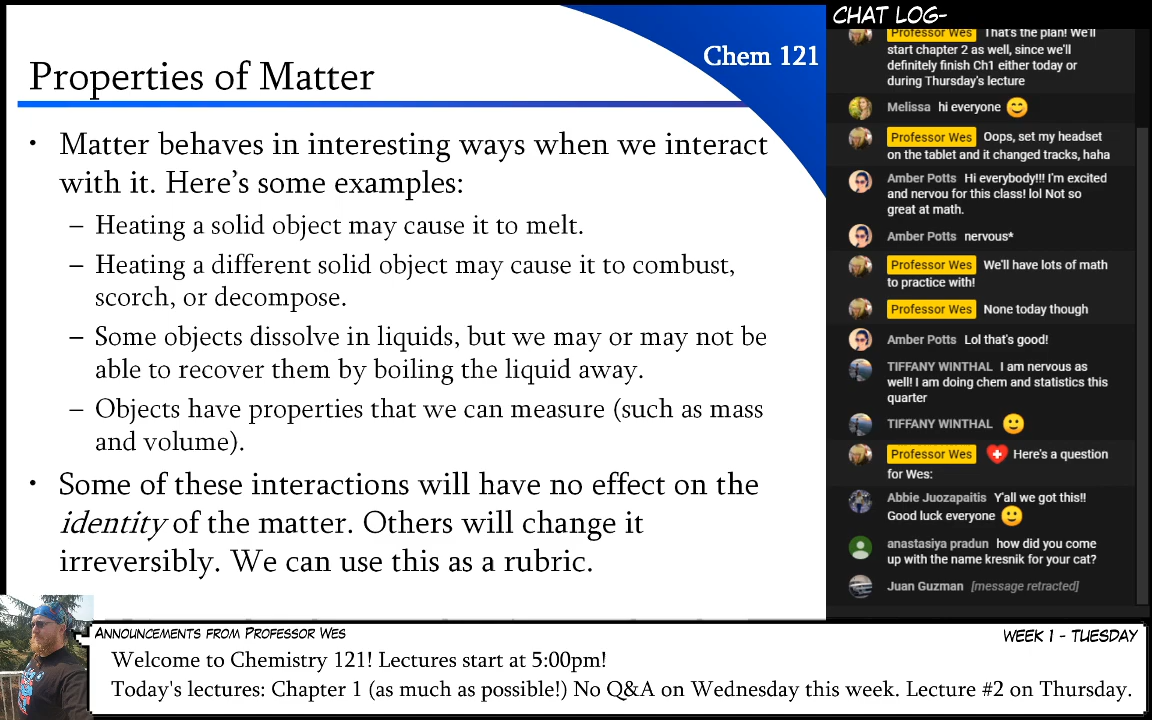 Chem 121
Properties of Matter
• Matter behaves in interesting ways when we interact
with it. Here's some examples:
– Heating a solid object may cause it to melt.
– Heating a different solid object may cause it to combust,
scorch, or decompose.
– Some objects dissolve in liquids, but we may or may not be
able to recover them by boiling the liquid away.
– Objects have properties that we can measure (such as mass
and volume).
• Some of these interactions will have no effect on the
identity of the matter. Others will change it
irreversibly. We can use this as a rubric.
CHAT LOG-
Professor Wes That's the plan! We'll
start chapter 2 as well, since we'll
definitely finish Ch1 either today or
during Thursday's lecture
Melissa hi everyone 😊
Professor Wes Oops, set my headset
on the tablet and it changed tracks, haha
Amber Potts Hi everybody!!! I'm excited
and nervou for this class! lol Not so
great at math.
Amber Potts nervous*
Professor Wes We'll have lots of math
to practice with!
Professor Wes None today though
Amber Potts Lol that's good!
TIFFANY WINTHAL I am nervous as
well! I am doing chem and statistics this
quarter
TIFFANY WINTHAL 🙂
Professor Wes Here's a question
for Wes:
Abbie Juozapaitis Y'all we got this!!
Good luck everyone 🙂
anastasiya pradun how did you come
up with the name kresnik for your cat?
Juan Guzman [message retracted]
ANNOUNCEMENTS FROM PROFESSOR WES
WEEK 1 - TUESDAY
Welcome to Chemistry 121! Lectures start at 5:00pm!
Today's lectures: Chapter 1 (as much as possible!) No Q&A on Wednesday this week. Lecture #2 on Thursday.